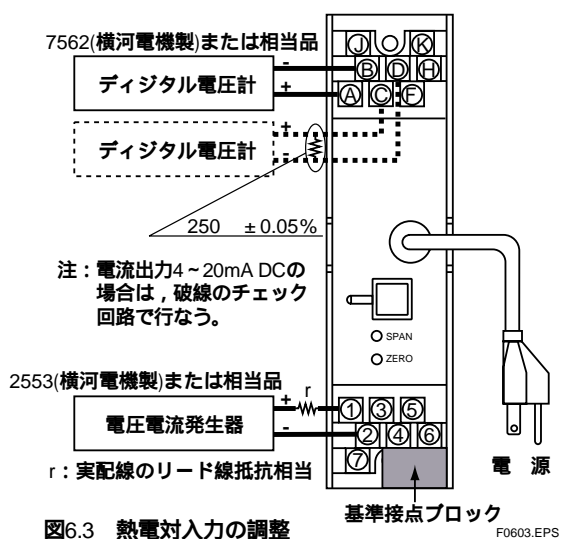 7562(横河電機製)または相当品
-
ディジタル電圧計
+
J K
B D H
A C F
+
ディジタル電圧計
-
250 ±0.05%
注：電流出力4～20mA DCの
場合は，破線のチェック
回路で行なう。
SPAN
ZERO
2553(横河電機製)または相当品
+ r
電圧電流発生器
-
1 3 5
2 4 6
7
r：実配線のリード線抵抗相当
電 源
基準接点ブロック
図6.3 熱電対入力の調整
F0603.EPS